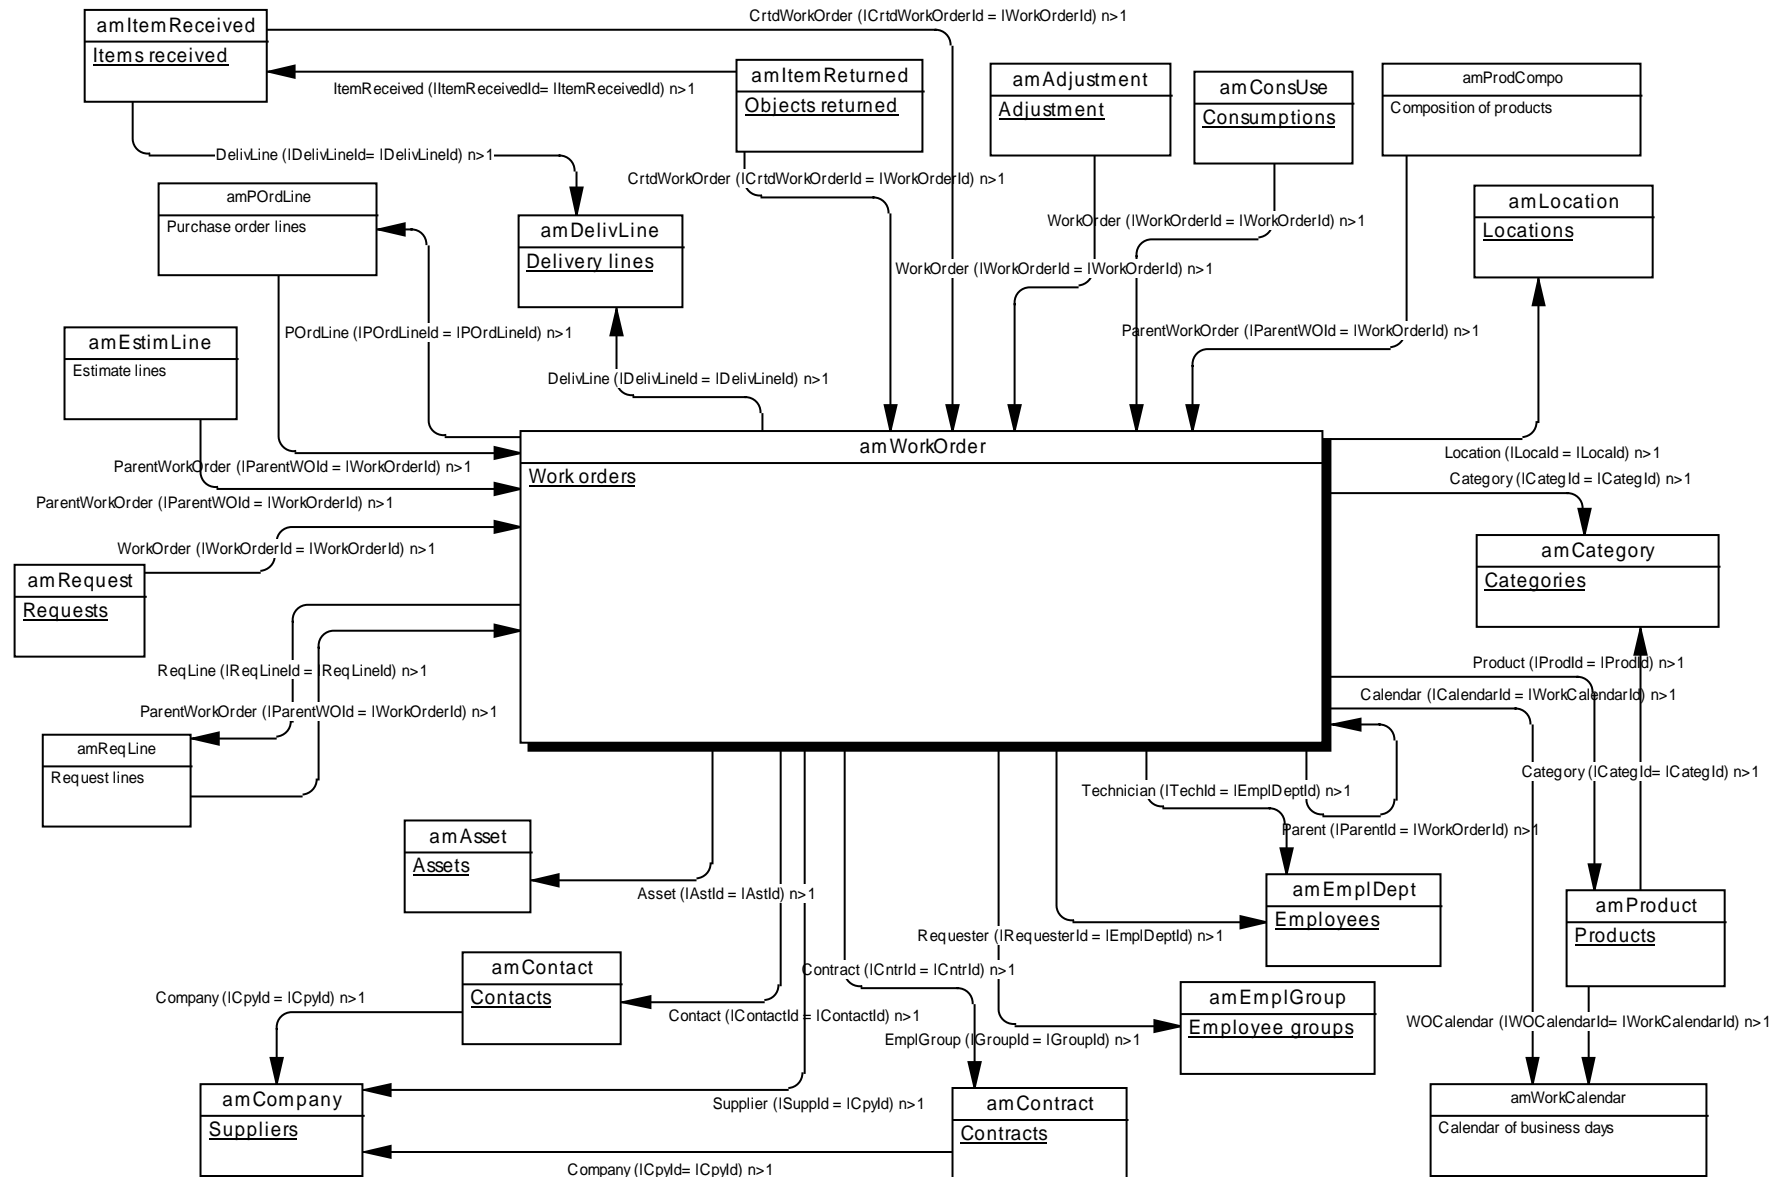 CrtdWorkOrder (lCrtdWorkOrderId = lWorkOrderId) n>1
amItemReceived
Items received
amItemReturned
Objects returned
ItemReceived (lItemReceivedId= lItemReceivedId) n>1
amAdjustment
Adjustment
amConsUse
Consumptions
amProdCompo
Composition of products
DelivLine (lDelivLineId= lDelivLineId) n>1
CrtdWorkOrder (lCrtdWorkOrderId = lWorkOrderId) n>1
amPOrdLine
Purchase order lines
amDelivLine
Delivery lines
WorkOrder (lWorkOrderId = lWorkOrderId) n>1
amLocation
Locations
WorkOrder (lWorkOrderId = lWorkOrderId) n>1
POrdLine (lPOrdLineId = lPOrdLineId) n>1
ParentWorkOrder (lParentWOId = lWorkOrderId) n>1
amEstimLine
Estimate lines
DelivLine (lDelivLineId = lDelivLineId) n>1
amWorkOrder
Work orders
Location (lLocaId = lLocaId) n>1
ParentWorkOrder (lParentWOId = lWorkOrderId) n>1
Category (lCategId = lCategId) n>1
ParentWorkOrder (lParentWOId = lWorkOrderId) n>1
WorkOrder (lWorkOrderId = lWorkOrderId) n>1
amCategory
Categories
amRequest
Requests
ReqLine (lReqLineId = lReqLineId) n>1
Product (lProdId = lProdId) n>1
Calendar (lCalendarId = lWorkCalendarId) n>1
ParentWorkOrder (lParentWOId = lWorkOrderId) n>1
amReqLine
Request lines
Category (lCategId= lCategId) n>1
Technician (lTechId = lEmplDeptId) n>1
Parent (lParentId = lWorkOrderId) n>1
amAsset
Assets
Asset (lAstId = lAstId) n>1
amEmplDept
Employees
amProduct
Products
Requester (lRequesterId = lEmplDeptId) n>1
amContact
Contacts
Contract (lCntrId = lCntrId) n>1
Company (lCpyId = lCpyId) n>1
Contact (lContactId = lContactId) n>1
amEmplGroup
Employee groups
EmplGroup (lGroupId = lGroupId) n>1
WOCalendar (lWOCalendarId= lWorkCalendarId) n>1
amCompany
Suppliers
Supplier (lSuppId = lCpyId) n>1
amContract
Contracts
amWorkCalendar
Calendar of business days
Company (lCpyId= lCpyId) n>1